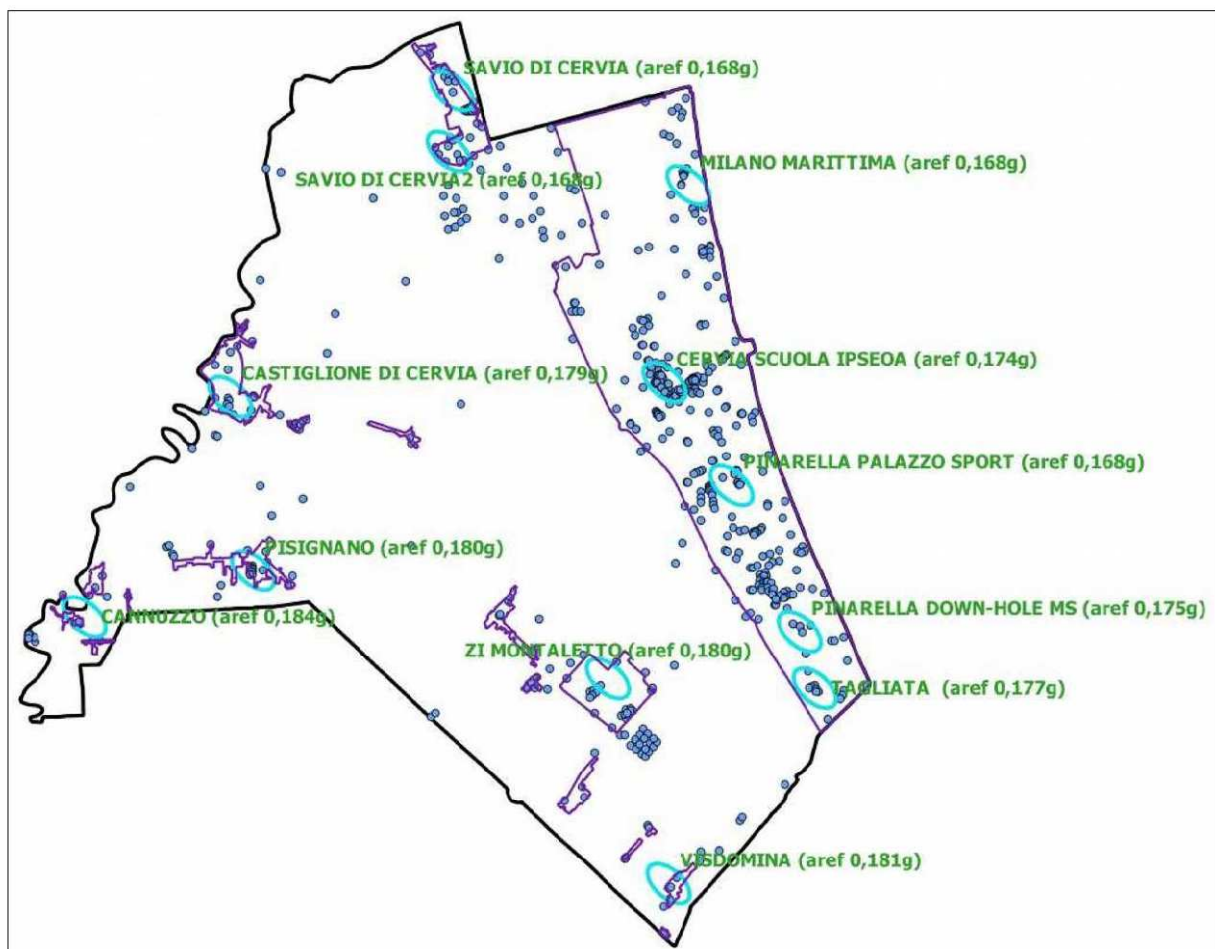 SAVIO DI CERVIA (aref 0,168g)
MILANO MARITTIMA (aref 0,168g)
SAVIO DI CERVIA2 (aref 0,168g)
CERVIA SCUOLA IPSEOA (aref 0,174g)
CASTIGLIONE DI CERVIA (aref 0,179g)
PINARELLA PALAZZO SPORT (aref 0,168g)
PISIGNANO (aref 0,180g)
PINARELLA DOWN-HOLE MS (aref 0,175g)
CANNUZZO (aref 0,184g)
ZI MONTALETTO (aref 0,180g)
TAGLIATA (aref 0,177g)
VISDOMINA (aref 0,181g)